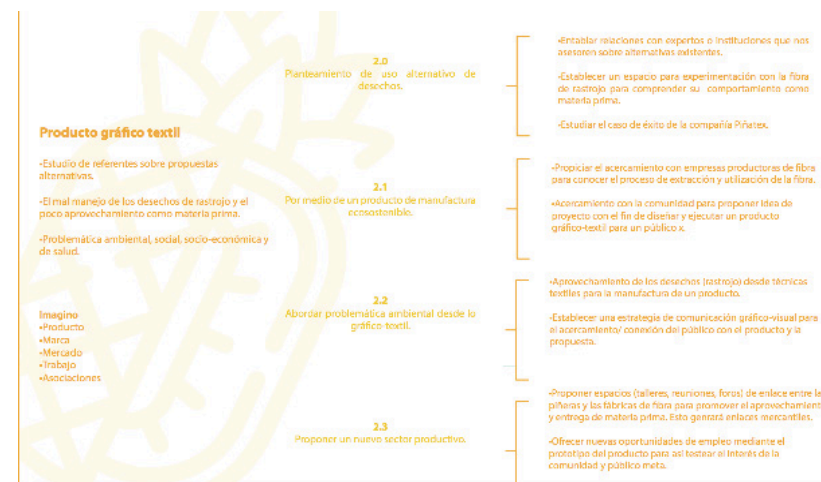 Producto gráfico textil
•Estudio de referentes sobre propuestas
alternativas.
•El mal manejo de los desechos de rastrojo y el
poco aprovechamiento como materia prima.
•Problemática ambiental, social, socio-económica y
de salud.
Imagino
•Producto
•Marca
•Mercado
•Trabajo
•Asociaciones
2.0
Planteamiento de uso alternativo de
desechos.
•Entablar relaciones con expertos o instituciones que nos
asesoren sobre alternativas existentes.
•Establecer un espacio para experimentación con la fibra
de rastrojo para comprender su comportamiento como
materia prima.
•Estudiar el caso de éxito de la compañía Piñatex.
2.1
Por medio de un producto de manufactura
ecosostenible.
•Propiciar el acercamiento con empresas productoras de fibra
para conocer el proceso de extracción y utilización de la fibra.
•Acercamiento con la comunidad para proponer idea de
proyecto con el fin de diseñar y ejecutar un producto
gráfico-textil para un público x.
2.2
Abordar problemática ambiental desde lo
gráfico-textil.
•Aprovechamiento de los desechos (rastrojo) desde técnicas
textiles para la manufactura de un producto.
•Establecer una estrategia de comunicación gráfico-visual para
el acercamiento/ conexión del público con el producto y la
propuesta.
2.3
Proponer un nuevo sector productivo.
•Proponer espacios (talleres, reuniones, foros) de enlace entre la
piñeras y las fábricas de fibra para promover el aprovechamient
y entrega de materia prima. Esto genrará enlaces mercantiles.
•Ofrecer nuevas oportunidades de empleo mediante el
prototipo del producto para así testear el interés de la
comunidad y público meta.